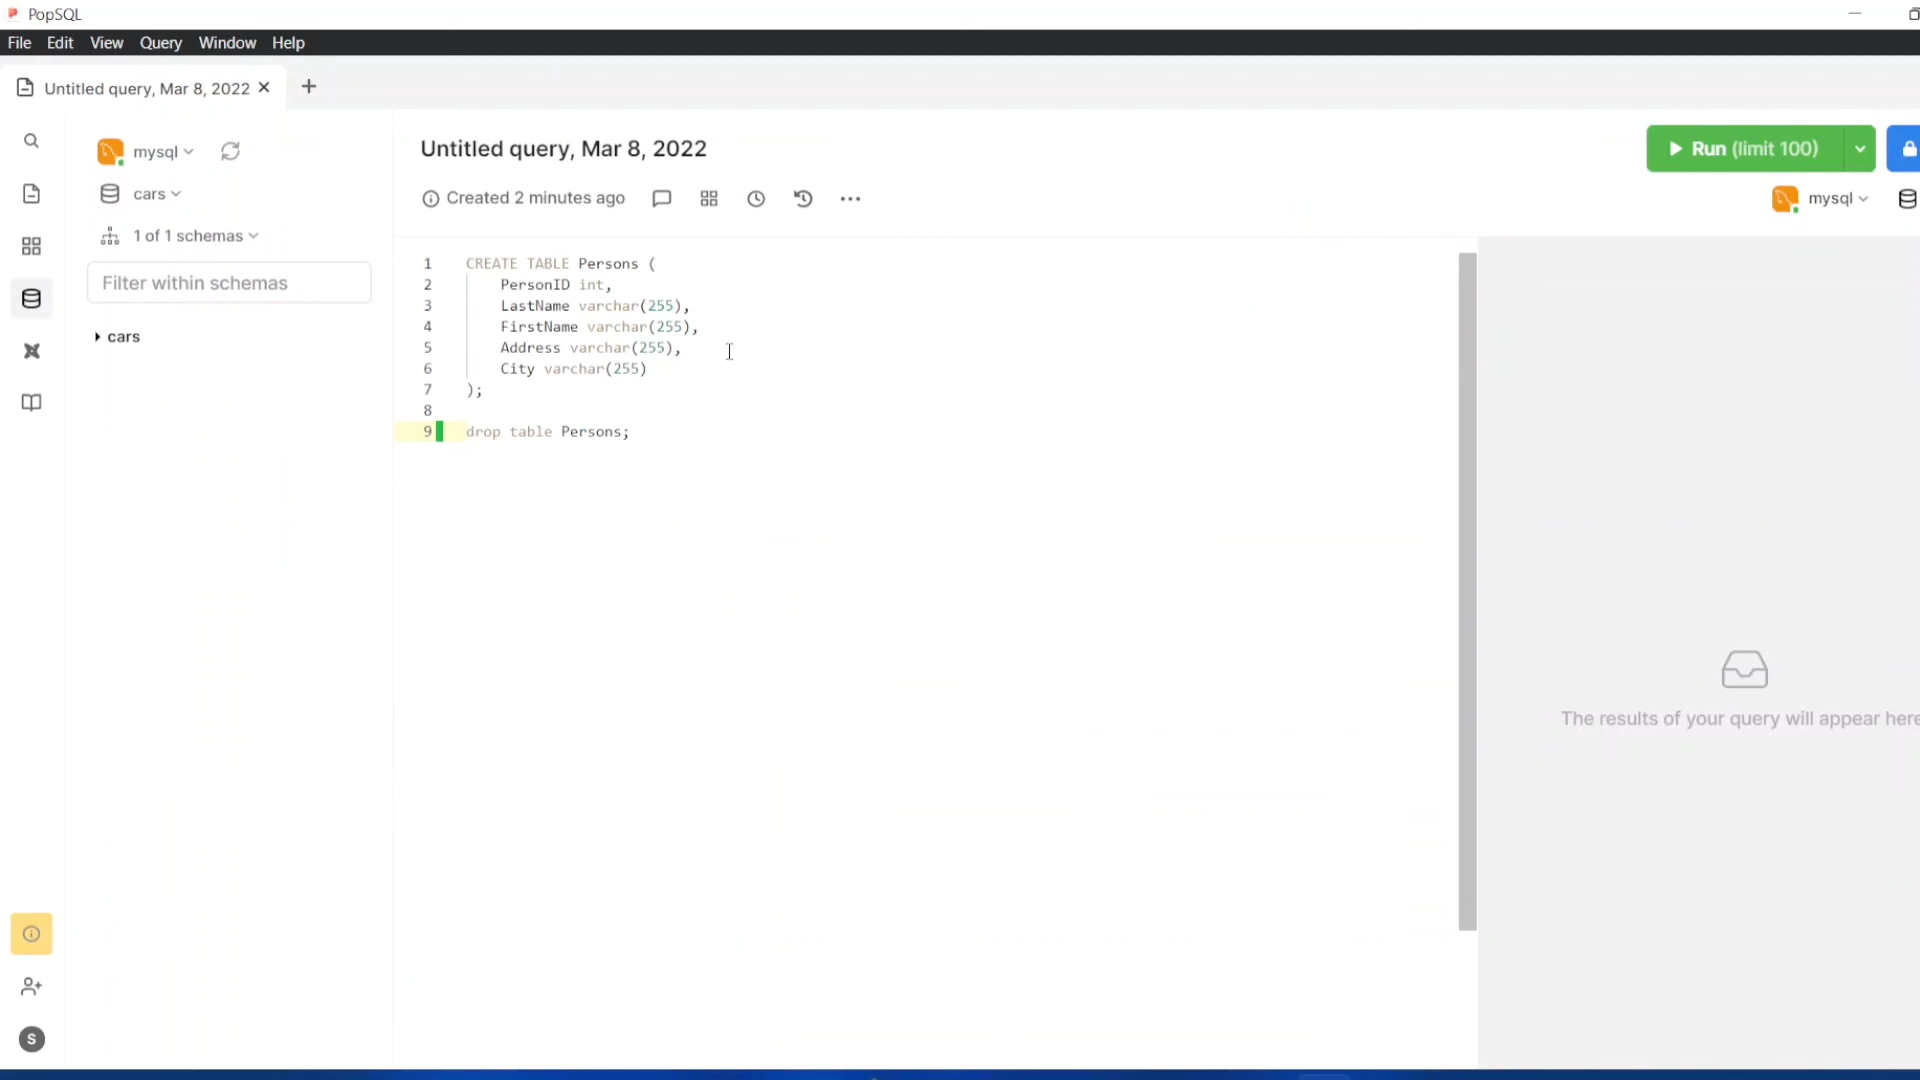 PopSQL
File Edit View Query Window Help
Untitled query, Mar 8, 2022
mysql
cars
1 of 1 schemas
Filter within schemas
cars
Untitled query, Mar 8, 2022
Run (limit 100)
Created 2 minutes ago
mysql
1 CREATE TABLE Persons (
2 PersonID int,
3 LastName varchar(255),
4 FirstName varchar(255),
5 Address varchar(255),
6 City varchar(255)
7 );
8
9 drop table Persons;
The results of your query will appear here
S